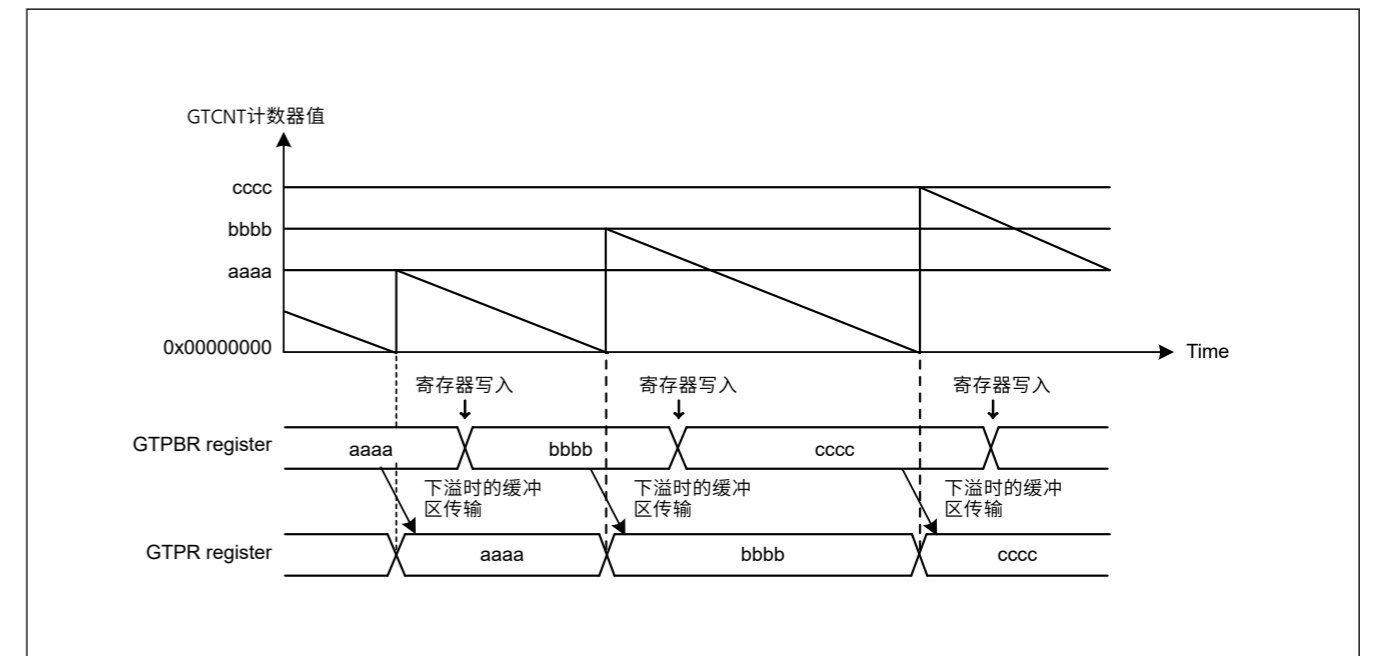 GTCNT计数器值
cccc
bbbb
aaaa
0x00000000
Time
寄存器写入
寄存器写入
寄存器写入
GTPBR register
aaaa
bbbb
cccc
下溢时的缓冲
区传输
下溢时的缓冲
区传输
下溢时的缓冲
区传输
GTPR register
aaaa
bbbb
cccc